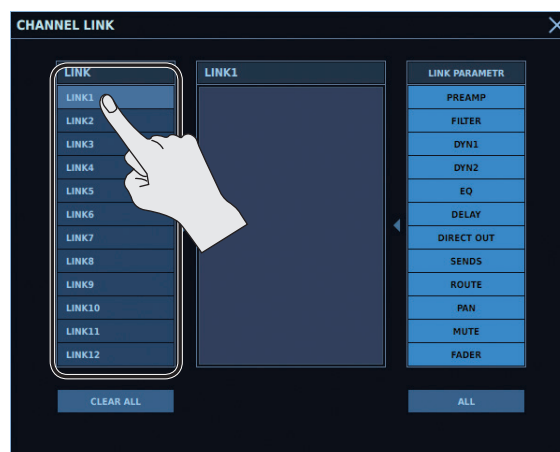 CHANNEL LINK
LINK
LINK1
LINK2
LINK3
LINK4
LINK5
LINK6
LINK7
LINK8
LINK9
LINK10
LINK11
LINK12
CLEAR ALL
LINK1
LINK PARAMETR
PREAMP
FILTER
DYN1
DYN2
EQ
DELAY
DIRECT OUT
SENDS
ROUTE
PAN
MUTE
FADER
ALL